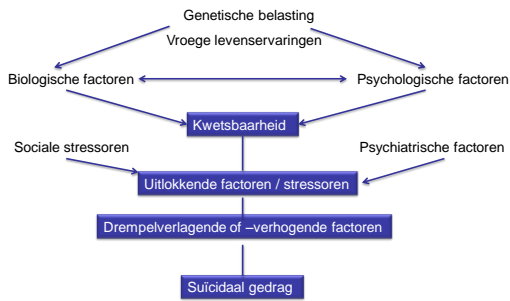 Genetische belasting
Vroege levenservaringen
Biologische factoren
Psychologische factoren
Kwetsbaarheid
Sociale stressoren
Psychiatrische factoren
Uitlokkende factoren / stressoren
Drempelverlagende of –verhogende factoren
Suïcidaal gedrag